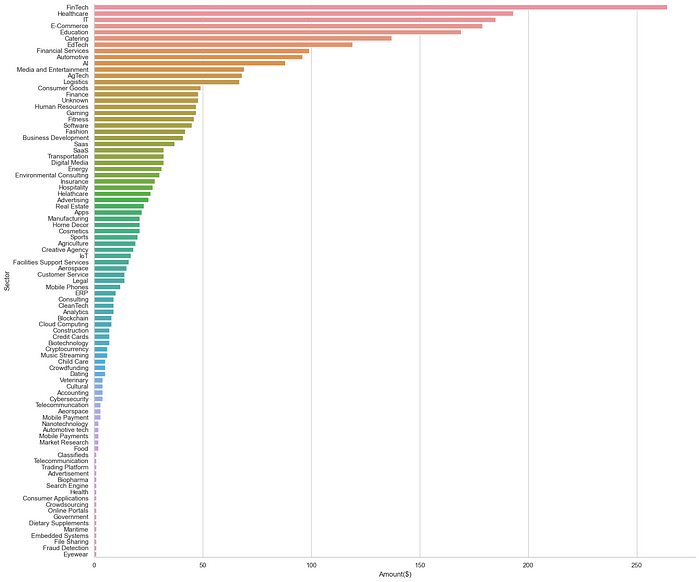 FinTech
Healthcare
IT
E-Commerce
Education
Catering
EdTech
Financial Services
Automotive
AI
Media and Entertainment
AgTech
Logistics
Consumer Goods
Finance
Unknown
Human Resources
Gaming
Fitness
Software
Fashion
Business Development
Saas
SaaS
Transportation
Digital Media
Energy
Environmental Consulting
Insurance
Hospitality
Helathcare
Advertising
Real Estate
Apps
Manufacturing
Home Decor
Cosmetics
Sports
Agriculture
Creative Agency
IoT
Facilities Support Services
Aerospace
Customer Service
Legal
Mobile Phones
ERP
Consulting
CleanTech
Analytics
Blockchain
Cloud Computing
Construction
Credit Cards
Biotechnology
Cryptocurrency
Music Streaming
Child Care
Crowdfunding
Dating
Veterinary
Cultural
Accounting
Cybersecurity
Telecommuncation
Aeorspace
Mobile Payment
Nanotechnology
Automotive tech
Mobile Payments
Market Research
Food
Classifieds
Telecommunication
Trading Platform
Advertisement
Biopharma
Search Engine
Health
Consumer Applications
Crowdsourcing
Online Portals
Government
Dietary Supplements
Maritime
Embedded Systems
File Sharing
Fraud Detection
Eyewear
Sector
0 50 100 150 200 250
Amount($)